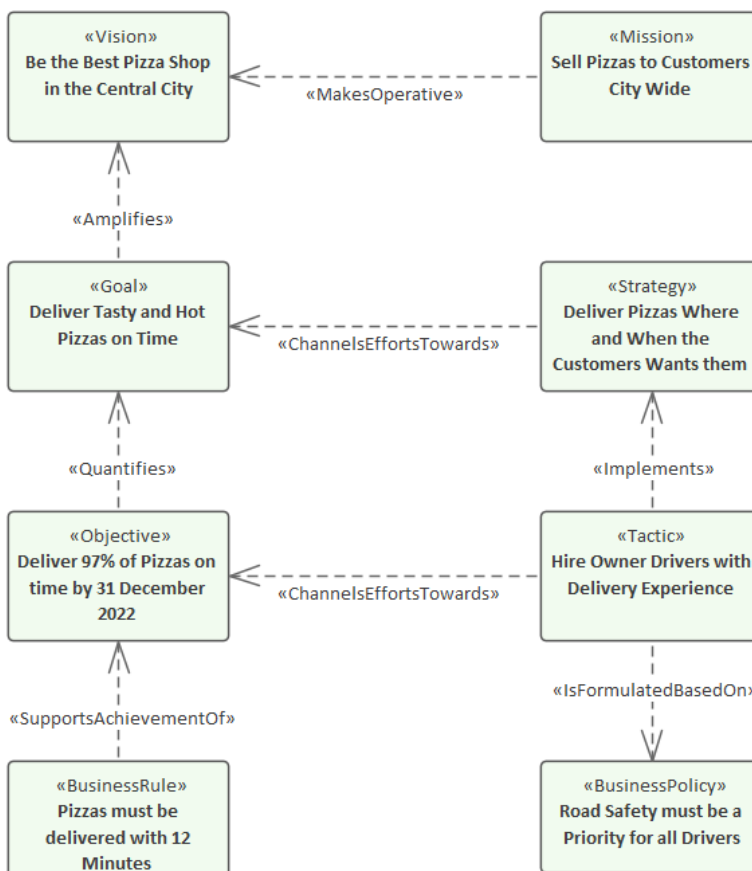 «Vision»
Be the Best Pizza Shop
in the Central City
«Mission»
Sell Pizzas to Customers
City Wide
«MakesOperative»
«Amplifies»
«Goal»
Deliver Tasty and Hot
Pizzas on Time
«Strategy»
Deliver Pizzas Where
and When the
Customers Wants them
«ChannelsEffortsTowards»
«Quantifies»
«Implements»
«Objective»
Deliver 97% of Pizzas on
time by 31 December
2022
«Tactic»
Hire Owner Drivers with
Delivery Experience
«ChannelsEffortsTowards»
«SupportsAchievementOf»
«IsFormulatedBasedOn»
«BusinessRule»
Pizzas must be
delivered with 12
Minutes
«BusinessPolicy»
Road Safety must be a
Priority for all Drivers